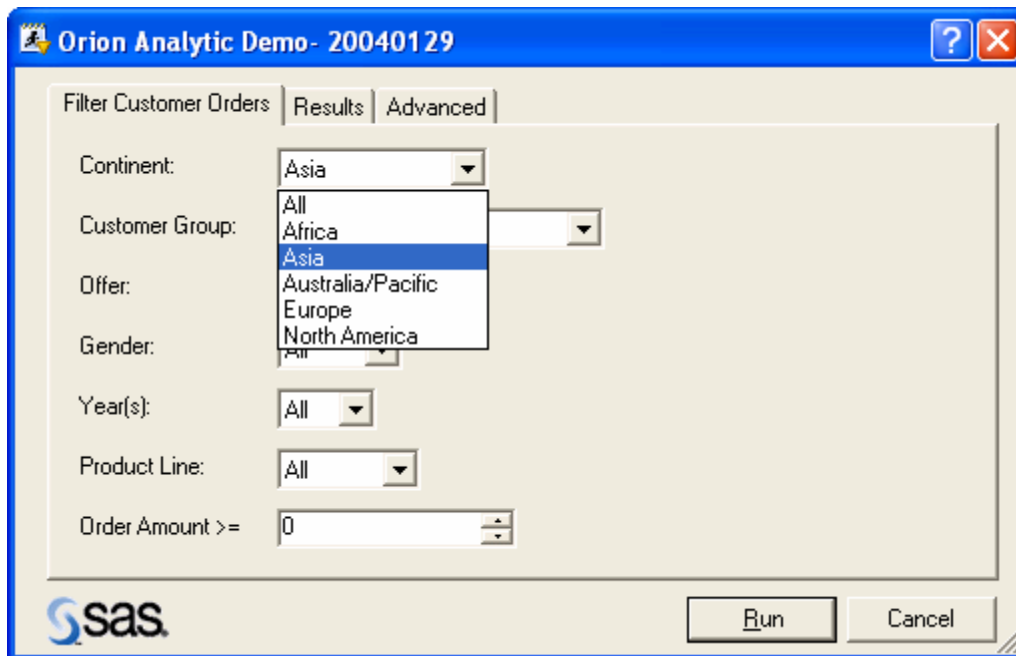 Orion Analytic Demo- 20040129
Filter Customer Orders Results Advanced
Continent: Asia
All
Customer Group:
Africa
Asia
Offer:
Australia/Pacific
Europe
North America
Gender: All
Year(s): All
Product Line: All
Order Amount >= 0
sas.
Run Cancel